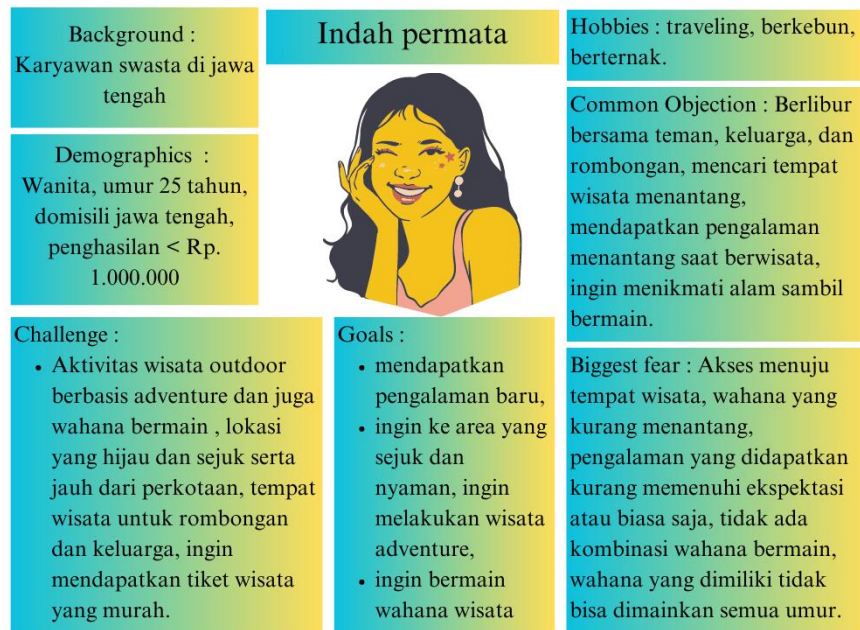 Background :
Karyawan swasta di jawa
tengah
Indah permata
Hobbies : traveling, berkebun,
berternak.
Demographics :
Wanita, umur 25 tahun,
domisili jawa tengah,
penghasilan < Rp.
1.000.000
Common Objection : Berlibur
bersama teman, keluarga, dan
rombongan, mencari tempat
wisata menantang,
mendapatkan pengalaman
menantang saat berwisata,
ingin menikmati alam sambil
bermain.
Challenge :
• Aktivitas wisata outdoor
berbasis adventure dan juga
wahana bermain , lokasi
yang hijau dan sejuk serta
jauh dari perkotaan, tempat
wisata untuk rombongan
dan keluarga, ingin
mendapatkan tiket wisata
yang murah.
Goals :
• mendapatkan
pengalaman baru,
• ingin ke area yang
sejuk dan
nyaman, ingin
melakukan wisata
adventure,
• ingin bermain
wahana wisata
Biggest fear : Akses menuju
tempat wisata, wahana yang
kurang menantang,
pengalaman yang didapatkan
kurang memenuhi ekspektasi
atau biasa saja, tidak ada
kombinasi wahana bermain,
wahana yang dimiliki tidak
bisa dimainkan semua umur.